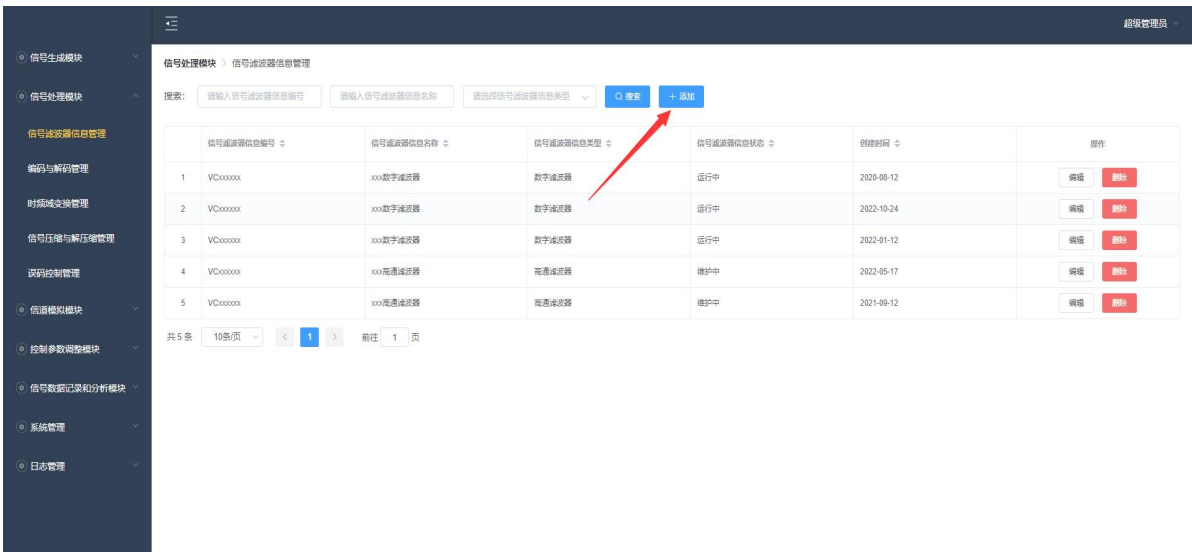 超级管理员
信号生成模块
信号处理模块
信号滤波器信息管理
编码与解码管理
时频域变换管理
信号压缩与解压缩管理
误码控制管理
信道模拟模块
控制参数调整模块
信号数据记录和分析模块
系统管理
日志管理
信号处理模块 〉 信号滤波器信息管理
搜索: 请输入信号滤波器信息编号 请输入信号滤波器信息名称 请选择信号滤波器信息类型 搜索 + 添加
信号滤波器信息编号 信号滤波器信息名称 信号滤波器信息类型 信号滤波器信息状态 创建时间 操作
1 VCxxxxxx xxx数字滤波器 数字滤波器 运行中 2020-08-12 编辑 删除
2 VCxxxxxx xxx数字滤波器 数字滤波器 运行中 2022-10-24 编辑 删除
3 VCxxxxxx xxx数字滤波器 数字滤波器 运行中 2022-01-12 编辑 删除
4 VCxxxxxx xxx高通滤波器 高通滤波器 维护中 2022-05-17 编辑 删除
5 VCxxxxxx xxx高通滤波器 高通滤波器 维护中 2021-09-12 编辑 删除
共 5 条 10条/页 < 1 > 前往 1 页